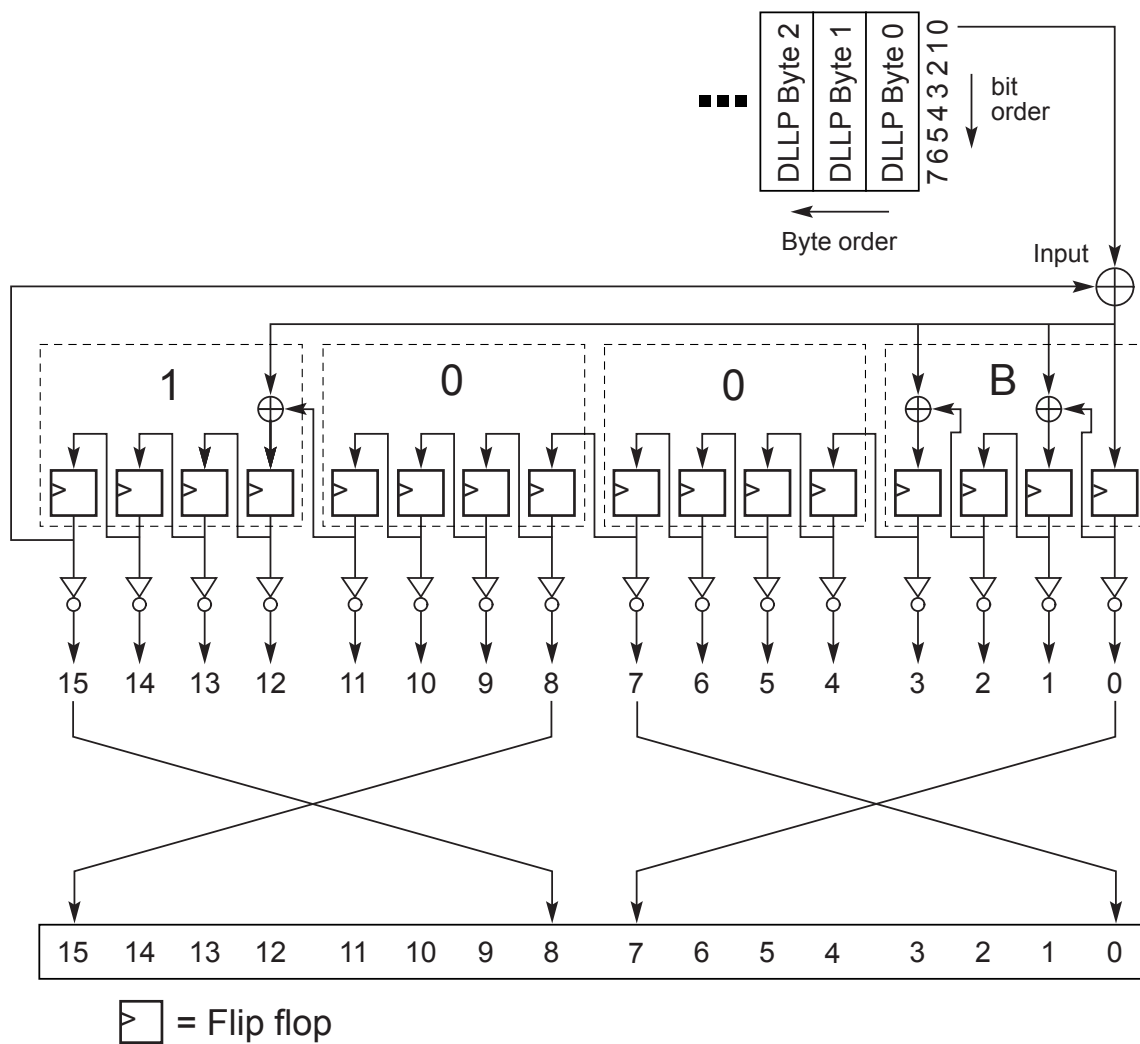 DLLP Byte 2
DLLP Byte 1
DLLP Byte 0
7 6 5 4 3 2 1 0
bit
order
Byte order
Input
1 0 0 B
> > > > > > > > > > > > > > > >
15 14 13 12 11 10 9 8 7 6 5 4 3 2 1 0
15 14 13 12 11 10 9 8 7 6 5 4 3 2 1 0
> = Flip flop